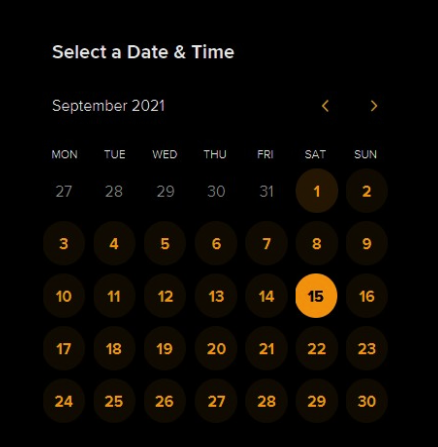 Select a Date & Time
September 2021
MON TUE WED THU FRI SAT SUN
27 28 29 30 31 1 2
3 4 5 6 7 8 9
10 11 12 13 14 15 16
17 18 19 20 21 22 23
24 25 26 27 28 29 30